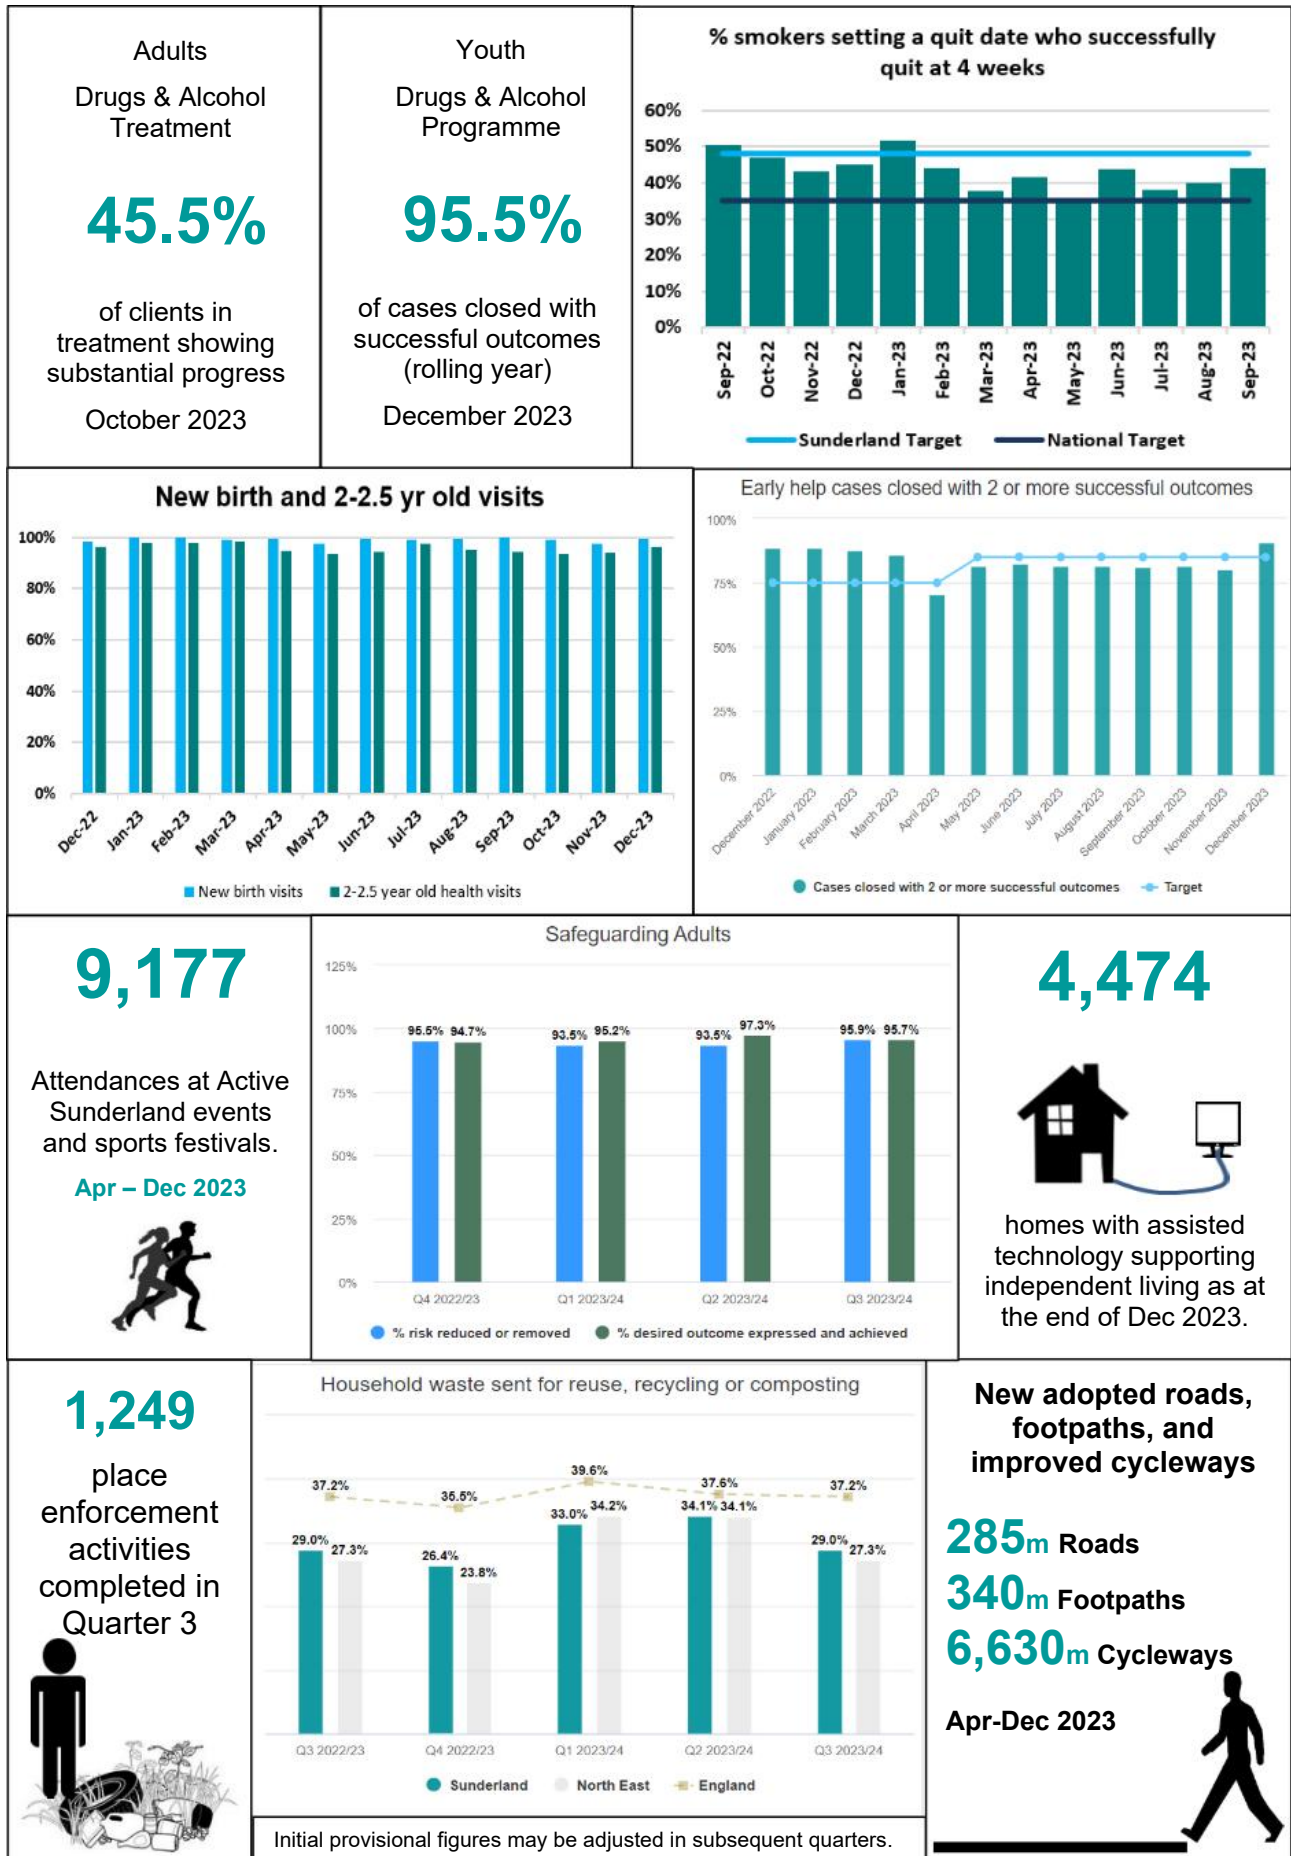 Adults
Drugs & Alcohol
Treatment
45.5%
of clients in
treatment showing
substantial progress
October 2023
Youth
Drugs & Alcohol
Programme
95.5%
of cases closed with
successful outcomes
(rolling year)
December 2023
% smokers setting a quit date who successfully
quit at 4 weeks
60%
50%
40%
30%
20%
10%
0%
Sep-22 Oct-22 Nov-22 Dec-22 Jan-23 Feb-23 Mar-23 Apr-23 May-23 Jun-23 Jul-23 Aug-23 Sep-23
Sunderland Target National Target
New birth and 2-2.5 yr old visits
100%
80%
60%
40%
20%
0%
Dec-22 Jan-23 Feb-23 Mar-23 Apr-23 May-23 Jun-23 Jul-23 Aug-23 Sep-23 Oct-23 Nov-23 Dec-23
New birth visits 2-2.5 year old health visits
Early help cases closed with 2 or more successful outcomes
100%
75%
50%
25%
0%
December 2022 January 2023 February 2023 March 2023 April 2023 May 2023 June 2023 July 2023 August 2023 September 2023 October 2023 November 2023 December 2023
Cases closed with 2 or more successful outcomes Target
9,177
Attendances at Active
Sunderland events
and sports festivals.
Apr – Dec 2023
Safeguarding Adults
125%
100%
75%
50%
25%
0%
95.5% 94.7% 93.5% 95.2% 93.5% 97.3% 95.9% 95.7%
Q4 2022/23 Q1 2023/24 Q2 2023/24 Q3 2023/24
% risk reduced or removed % desired outcome expressed and achieved
4,474
homes with assisted
technology supporting
independent living as at
the end of Dec 2023.
1,249
place
enforcement
activities
completed in
Quarter 3
Household waste sent for reuse, recycling or composting
37.2% 35.5% 39.6% 37.6% 37.2%
29.0% 27.3% 26.4% 23.8% 33.0% 34.2% 34.1% 34.1% 29.0% 27.3%
Q3 2022/23 Q4 2022/23 Q1 2023/24 Q2 2023/24 Q3 2023/24
Sunderland North East England
Initial provisional figures may be adjusted in subsequent quarters.
New adopted roads,
footpaths, and
improved cycleways
285m Roads
340m Footpaths
6,630m Cycleways
Apr-Dec 2023